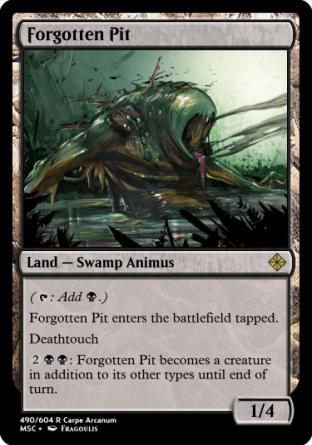 Forgotten Pit
Land — Swamp Animus
( : Add .)
Forgotten Pit enters the battlefield tapped.
Deathtouch
2 : Forgotten Pit becomes a creature
in addition to its other types until end
of turn.
1/4
490/604 R Carpe Arcanum
MSC • Fragoulis